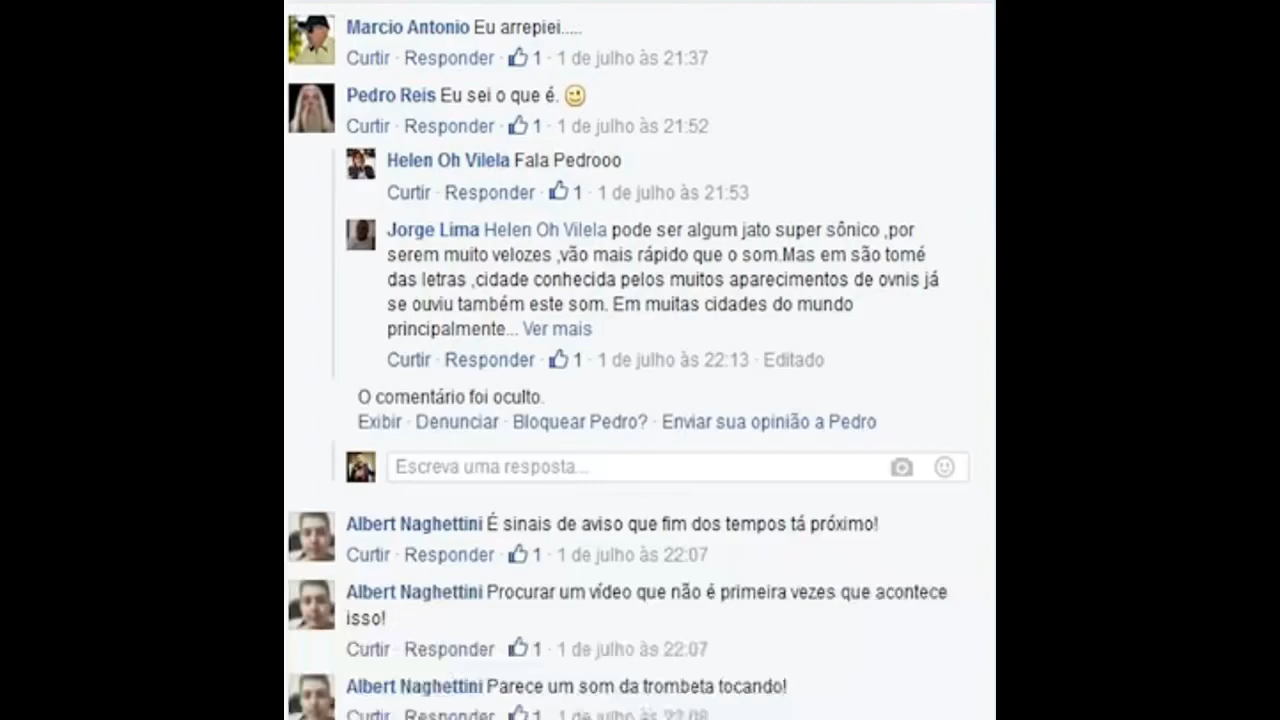 Marcio Antonio Eu arrepiei.....
Curtir · Responder · 1 · 1 de julho às 21:37
Pedro Reis Eu sei o que é.
Curtir · Responder · 1 · 1 de julho às 21:52
Helen Oh Vilela Fala Pedrooo
Curtir · Responder · 1 · 1 de julho às 21:53
Jorge Lima Helen Oh Vilela pode ser algum jato super sônico ,por
serem muito velozes ,vão mais rápido que o som.Mas em são tomé
das letras ,cidade conhecida pelos muitos aparecimentos de ovnis já
se ouviu também este som. Em muitas cidades do mundo
principalmente... Ver mais
Curtir · Responder · 1 · 1 de julho às 22:13 · Editado
O comentário foi oculto.
Exibir · Denunciar · Bloquear Pedro? · Enviar sua opinião a Pedro
Escreva uma resposta...
Albert Naghettini É sinais de aviso que fim dos tempos tá próximo!
Curtir · Responder · 1 · 1 de julho às 22:07
Albert Naghettini Procurar um vídeo que não é primeira vezes que acontece
isso!
Curtir · Responder · 1 · 1 de julho às 22:07
Albert Naghettini Parece um som da trombeta tocando!
Curtir · Responder · 1 · 1 de julho às 22:08